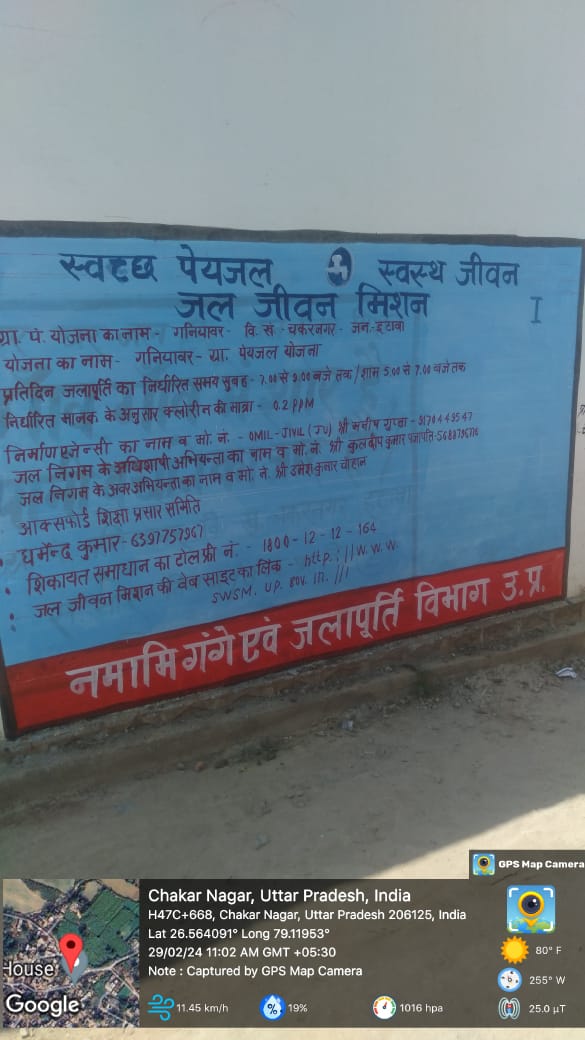 स्वच्छ पेयजल स्वस्थ जीवन
जल जीवन मिशन
I
ग्रा. पं. योजना का नाम - गनियावर - वि. खं. - चकरनगर - जन. इटावा
योजना का नाम - गनियावर - ग्रा. पेयजल योजना
प्रतिदिन जलापूर्ति का निर्धारित समय सुबह - 7.00 से 9.00 बजे तक / शाम 5.00 से 7.00 बजे तक
निर्धारित मानक के अनुसार क्लोरीन की मात्रा - 0.2 PPM
निर्माण एजेन्सी का नाम व मो. नं. - OMIL-JIVIL (JV) श्री गुप्ता -
जल निगम के अधिशाषी अभियन्ता का नाम व मो. नं. श्री कुलदीप कुमार प्रजापति-
जल निगम के अवर अभियन्ता का नाम व मो. नं. श्री उमेश कुमार चौहान
आक्सफोर्ड शिक्षा प्रसार समिति
• धर्मेन्द्र कुमार - 6397757967
• शिकायत समाधान का टोल फ्री नं. - 1800-12-12-164
• जल जीवन मिशन की वेब साइट का लिंक - http://www.
SWSM. UP. GOV. IN. //1
नमामि गंगे एवं जलापूर्ति विभाग उ.प्र.
GPS Map Camera
Chakar Nagar, Uttar Pradesh, India
H47C+668, Chakar Nagar, Uttar Pradesh 206125, India
Lat 26.564091° Long 79.11953°
29/02/24 11:02 AM GMT +05:30
Note : Captured by GPS Map Camera
House
Google
80° F
255° W
25.0 µT
11.45 km/h
19%
1016 hpa